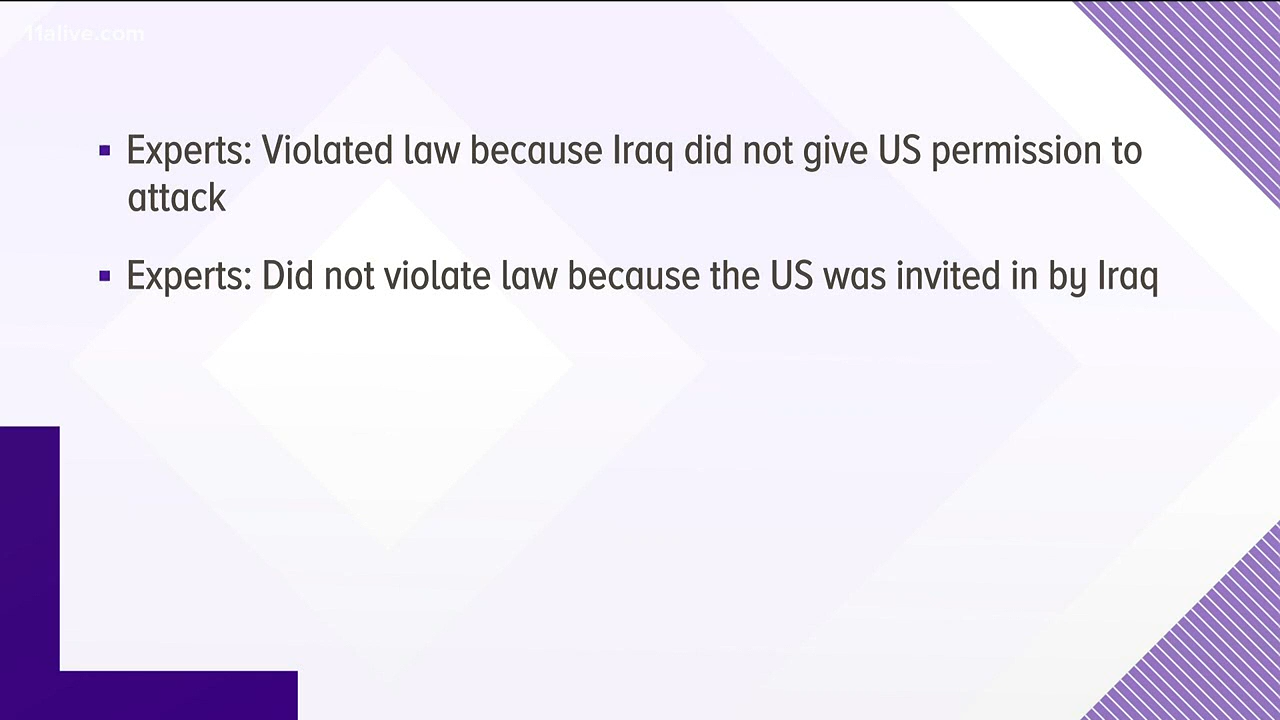 11alive.com
▪ Experts: Violated law because Iraq did not give US permission to
attack
▪ Experts: Did not violate law because the US was invited in by Iraq